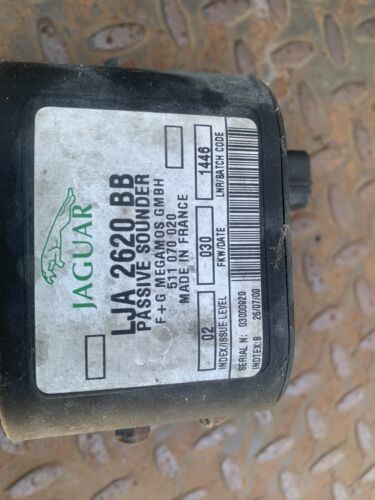 JAGUAR
LJA 2620 BB
PASSIVE SOUNDER
F+G MEGAMOS GMBH
511 070 020
MADE IN FRANCE
02 030 1446
INDEX/ISSUE LEVEL FKW/DATE LNR/BATCH CODE
SERIAL N: 03000920
INDTEX:B 26/07/00